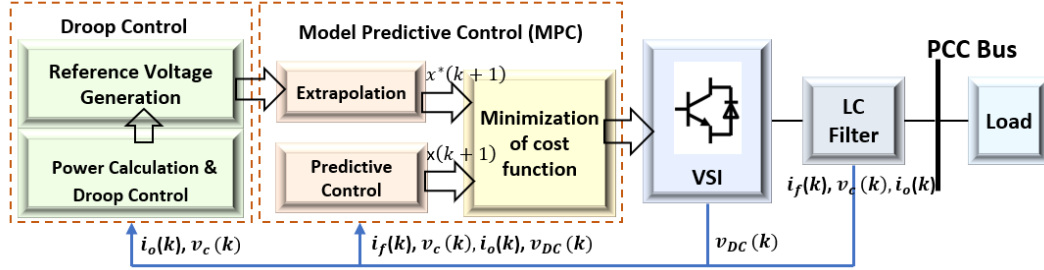 Droop Control
Reference Voltage
Generation
Power Calculation &
Droop Control
Model Predictive Control (MPC)
Extrapolation
x*(k + 1)
Predictive
Control
x(k + 1)
Minimization
of cost
function
VSI
LC
Filter
PCC Bus
Load
i_f(k), v_c(k), i_o(k)
i_o(k), v_c(k)
i_f(k), v_c(k), i_o(k), v_DC(k)
v_DC(k)